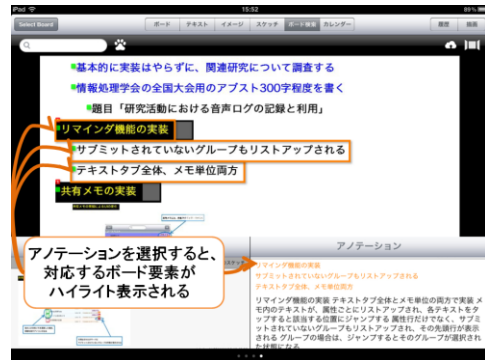 iPad
15:52
89%
Select Board
ボード
テキスト
イメージ
スケッチ
ボード検索
カレンダー
履歴
描画
基本的に実装はやらずに、関連研究について調査する
情報処理学会の全国大会用のアブスト300字程度を書く
題目「研究活動における音声ログの記録と利用」
リマインダ機能の実装
サブミットされていないグループもリストアップされる
テキストタブ全体、メモ単位両方
共有メモの実装
アノテーションを選択すると、
対応するボード要素が
ハイライト表示される
アノテーション
リマインダ機能の実装
サブミットされていないグループもリストアップされる
テキストタブ全体、メモ単位両方
リマインダ機能の実装 テキストタブ全体とメモ単位の両方で実装 メ
モ内のテキストが、属性ごとにリストアップされ、各テキストをタ
ップすると該当する位置にジャンプする 属性行だけでなく、サブミ
ットされていないグループもリストアップされ、その先頭行が表示
される グループの場合は、ジャンプするとそのグループが選択され
た状態になる